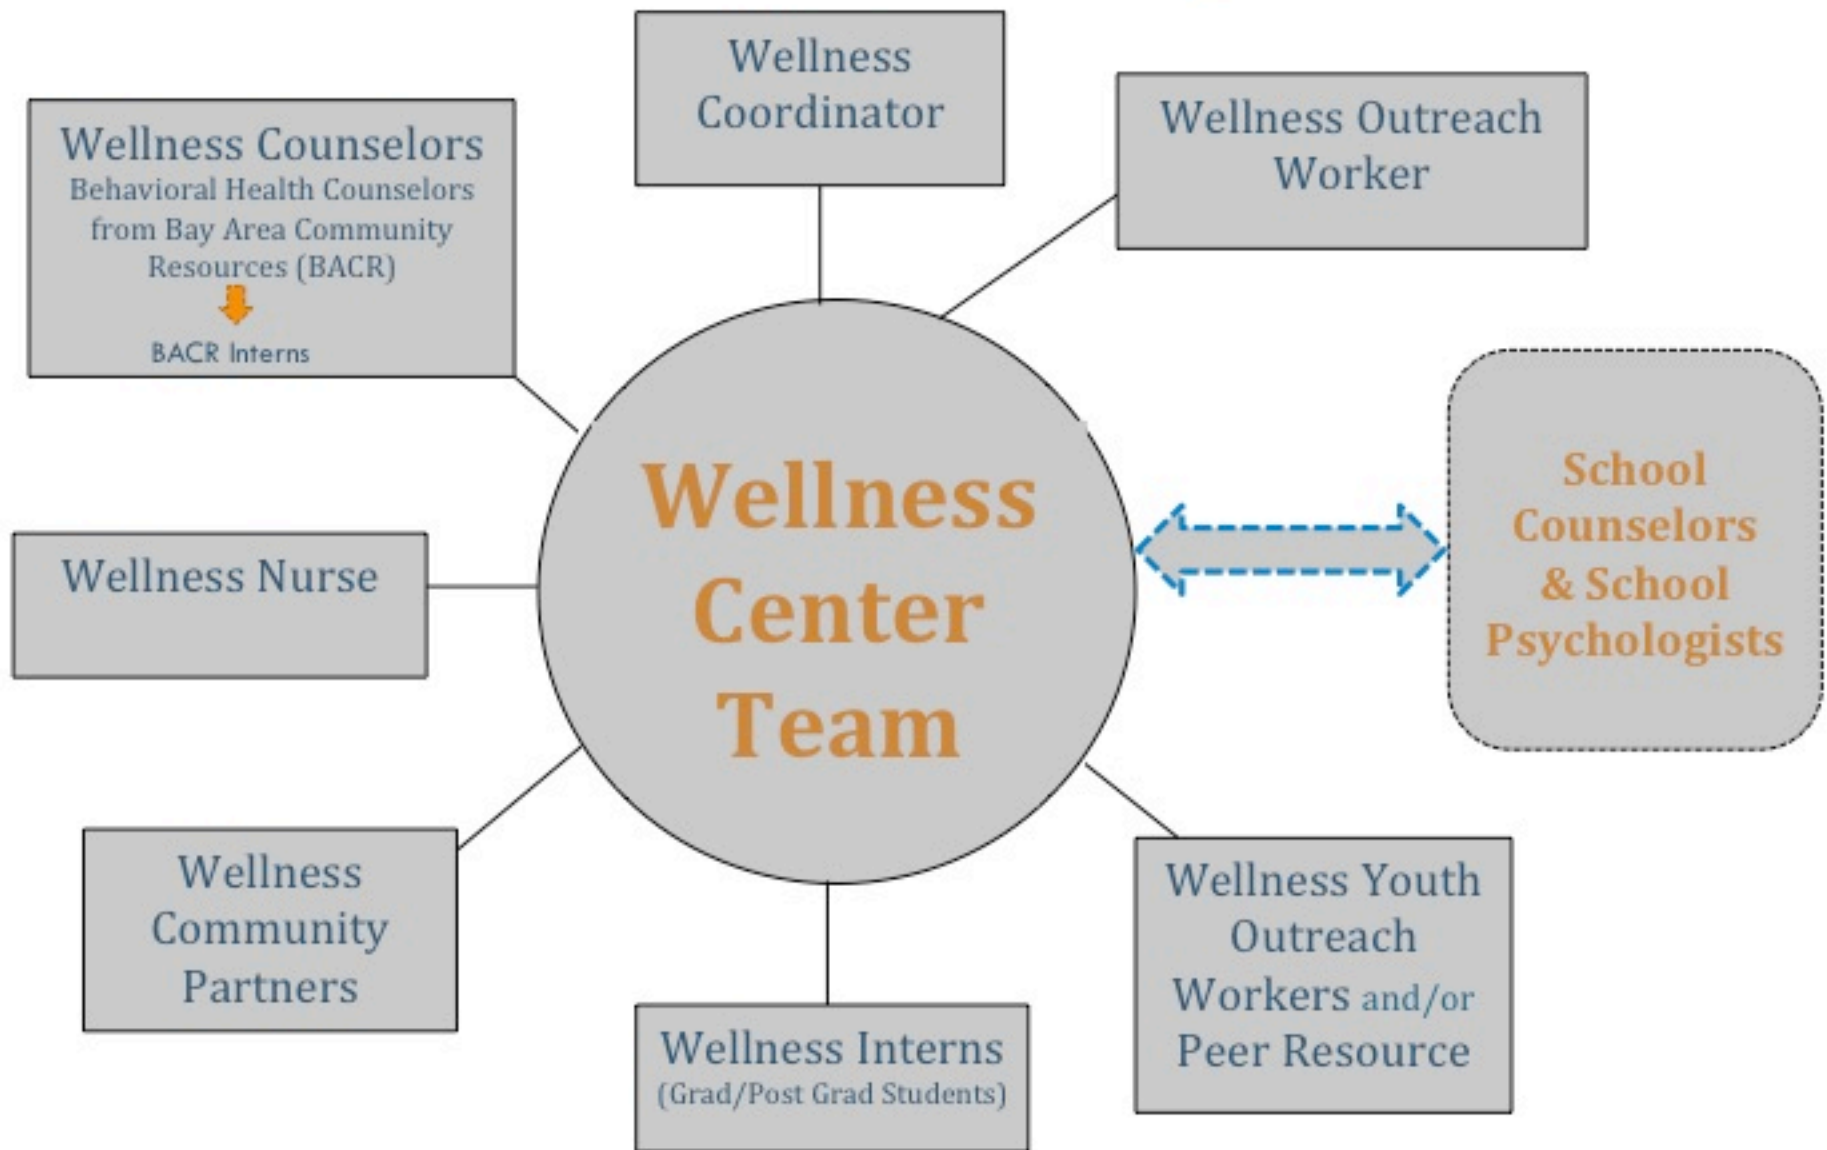 Wellness
Coordinator
Wellness Outreach
Worker
Wellness Counselors
Behavioral Health Counselors
from Bay Area Community
Resources (BACR)
BACR Interns
School
Counselors
& School
Psychologists
Wellness
Center
Team
Wellness Nurse
Wellness
Community
Partners
Wellness Youth
Outreach
Workers and/or
Peer Resource
Wellness Interns
(Grad/Post Grad Students)